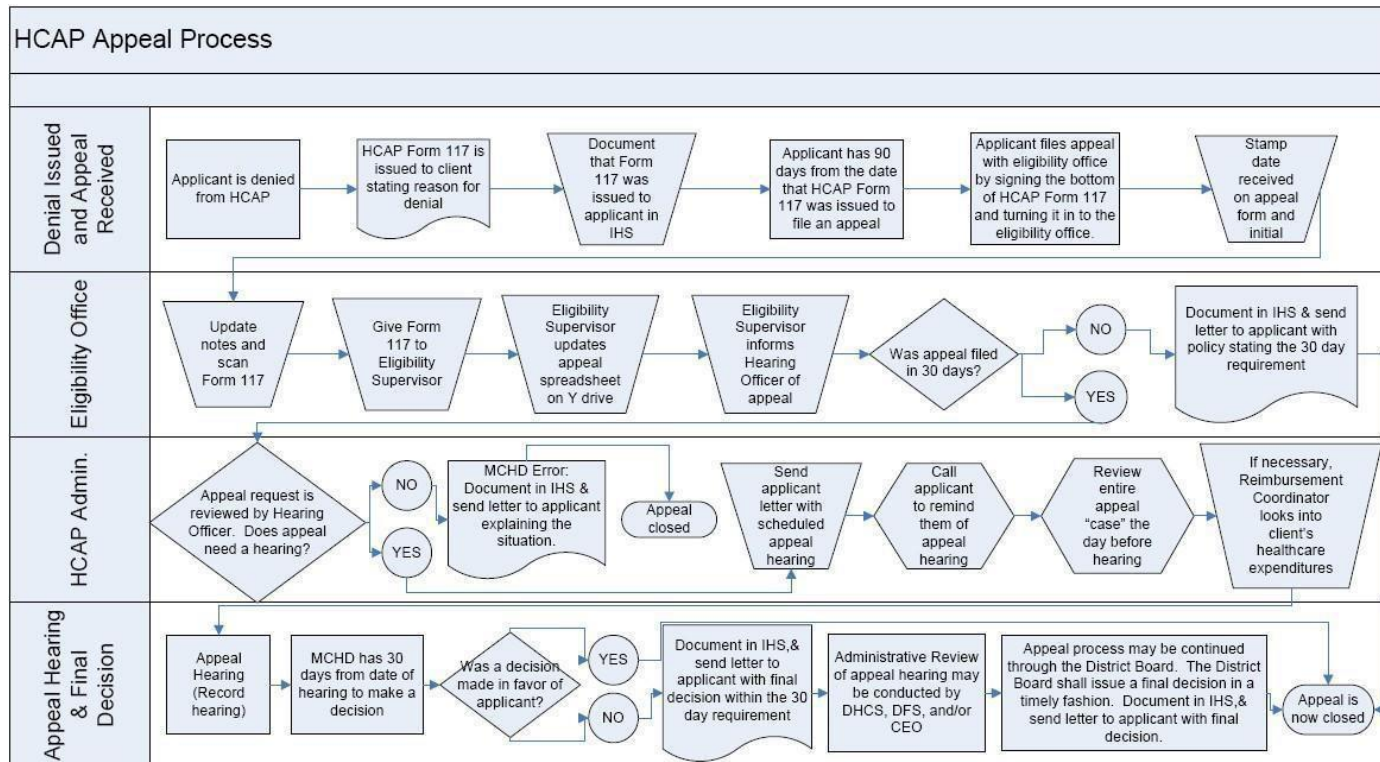 HCAP Appeal Process
Denial Issued
and Appeal
Received
Applicant is denied
from HCAP
HCAP Form 117 is
issued to client
stating reason for
denial
Document
that Form
117 was
issued to
applicant in
IHS
Applicant has 90
days from the date
that HCAP Form
117 was issued to
file an appeal
Applicant files appeal
with eligibility office
by signing the bottom
of HCAP Form 117
and turning it in to the
eligibility office.
Stamp
date
received
on appeal
form and
initial
Eligibility Office
Update
notes and
scan
Form 117
Give Form
117 to
Eligibility
Supervisor
Eligibility
Supervisor
updates
appeal
spreadsheet
on Y drive
Eligibility
Supervisor
informs
Hearing
Officer of
appeal
Was appeal filed
in 30 days?
NO
YES
Document in IHS & send
letter to applicant with
policy stating the 30 day
requirement
HCAP Admin.
Appeal request is
reviewed by Hearing
Officer. Does appeal
need a hearing?
NO
YES
MCHD Error:
Document in IHS &
send letter to applicant
explaining the
situation.
Appeal
closed
Send
applicant
letter with
scheduled
appeal
hearing
Call
applicant
to remind
them of
appeal
hearing
Review
entire
appeal
“case” the
day before
hearing
If necessary,
Reimbursement
Coordinator
looks into
client’s
healthcare
expenditures
Appeal Hearing
& Final
Decision
Appeal
Hearing
(Record
hearing)
MCHD has 30
days from date of
hearing to make a
decision
Was a decision
made in favor of
applicant?
YES
NO
Document in IHS,&
send letter to
applicant with final
decision within the 30
day requirement
Administrative Review
of appeal hearing may
be conducted by
DHCS, DFS, and/or
CEO
Appeal process may be continued
through the District Board. The District
Board shall issue a final decision in a
timely fashion. Document in IHS,&
send letter to applicant with final
decision.
Appeal is
now closed